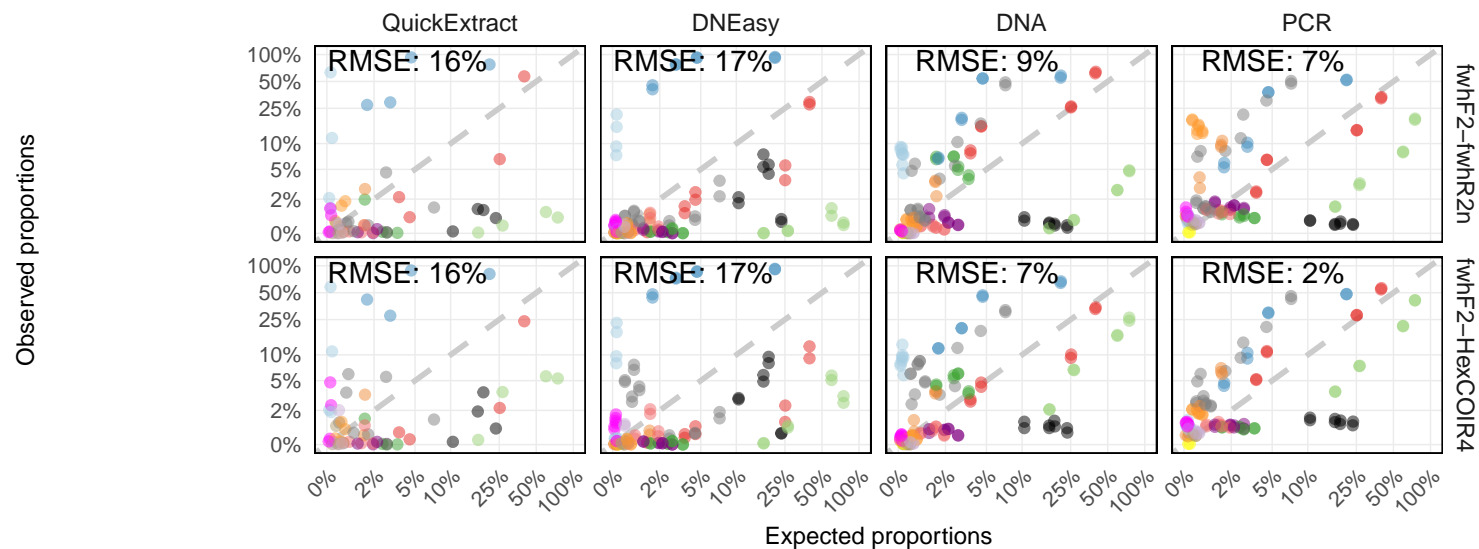 QuickExtract DNEasy DNA PCR
Observed proportions
100%
50%
25%
10%
5%
2%
0%
RMSE: 16% RMSE: 17% RMSE: 9% RMSE: 7%
fwhF2−fwhR2n
100%
50%
25%
10%
5%
2%
0%
RMSE: 16% RMSE: 17% RMSE: 7% RMSE: 2%
fwhF2−HexCOIR4
0% 2% 5% 10% 25% 50% 100% 0% 2% 5% 10% 25% 50% 100% 0% 2% 5% 10% 25% 50% 100% 0% 2% 5% 10% 25% 50% 100%
Expected proportions